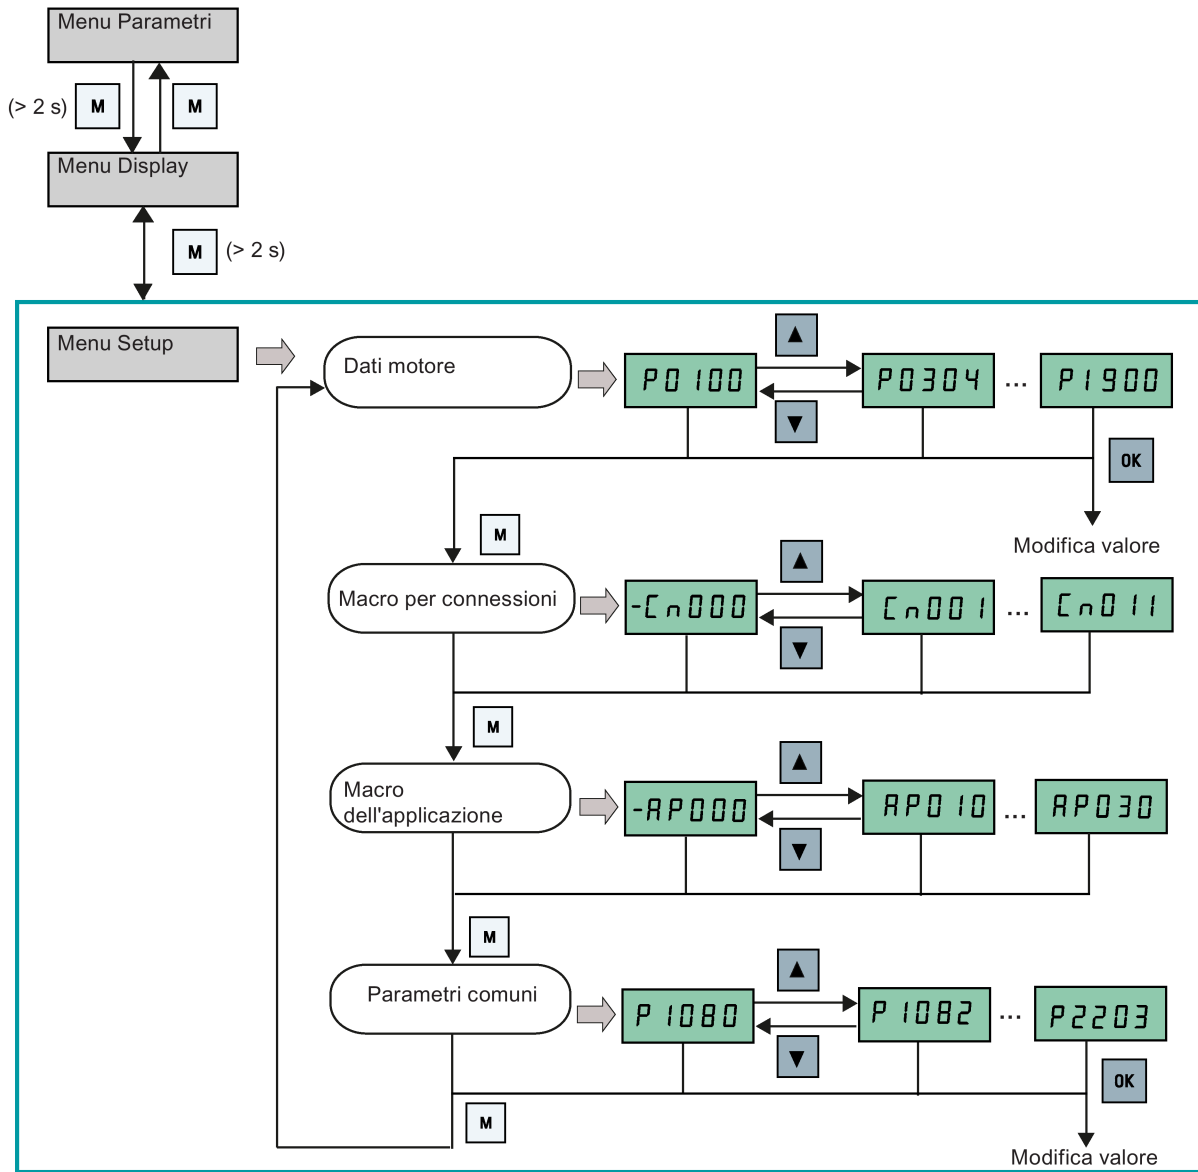 Menu Parametri
(> 2 s)
M
M
Menu Display
M
(> 2 s)
Menu Setup
Dati motore
P0100
P0304
...
P1900
OK
Modifica valore
M
Macro per connessioni
-Cn000
Cn001
...
Cn011
M
Macro
dell'applicazione
-AP000
AP010
...
AP030
M
Parametri comuni
P1080
P1082
...
P2203
OK
M
Modifica valore